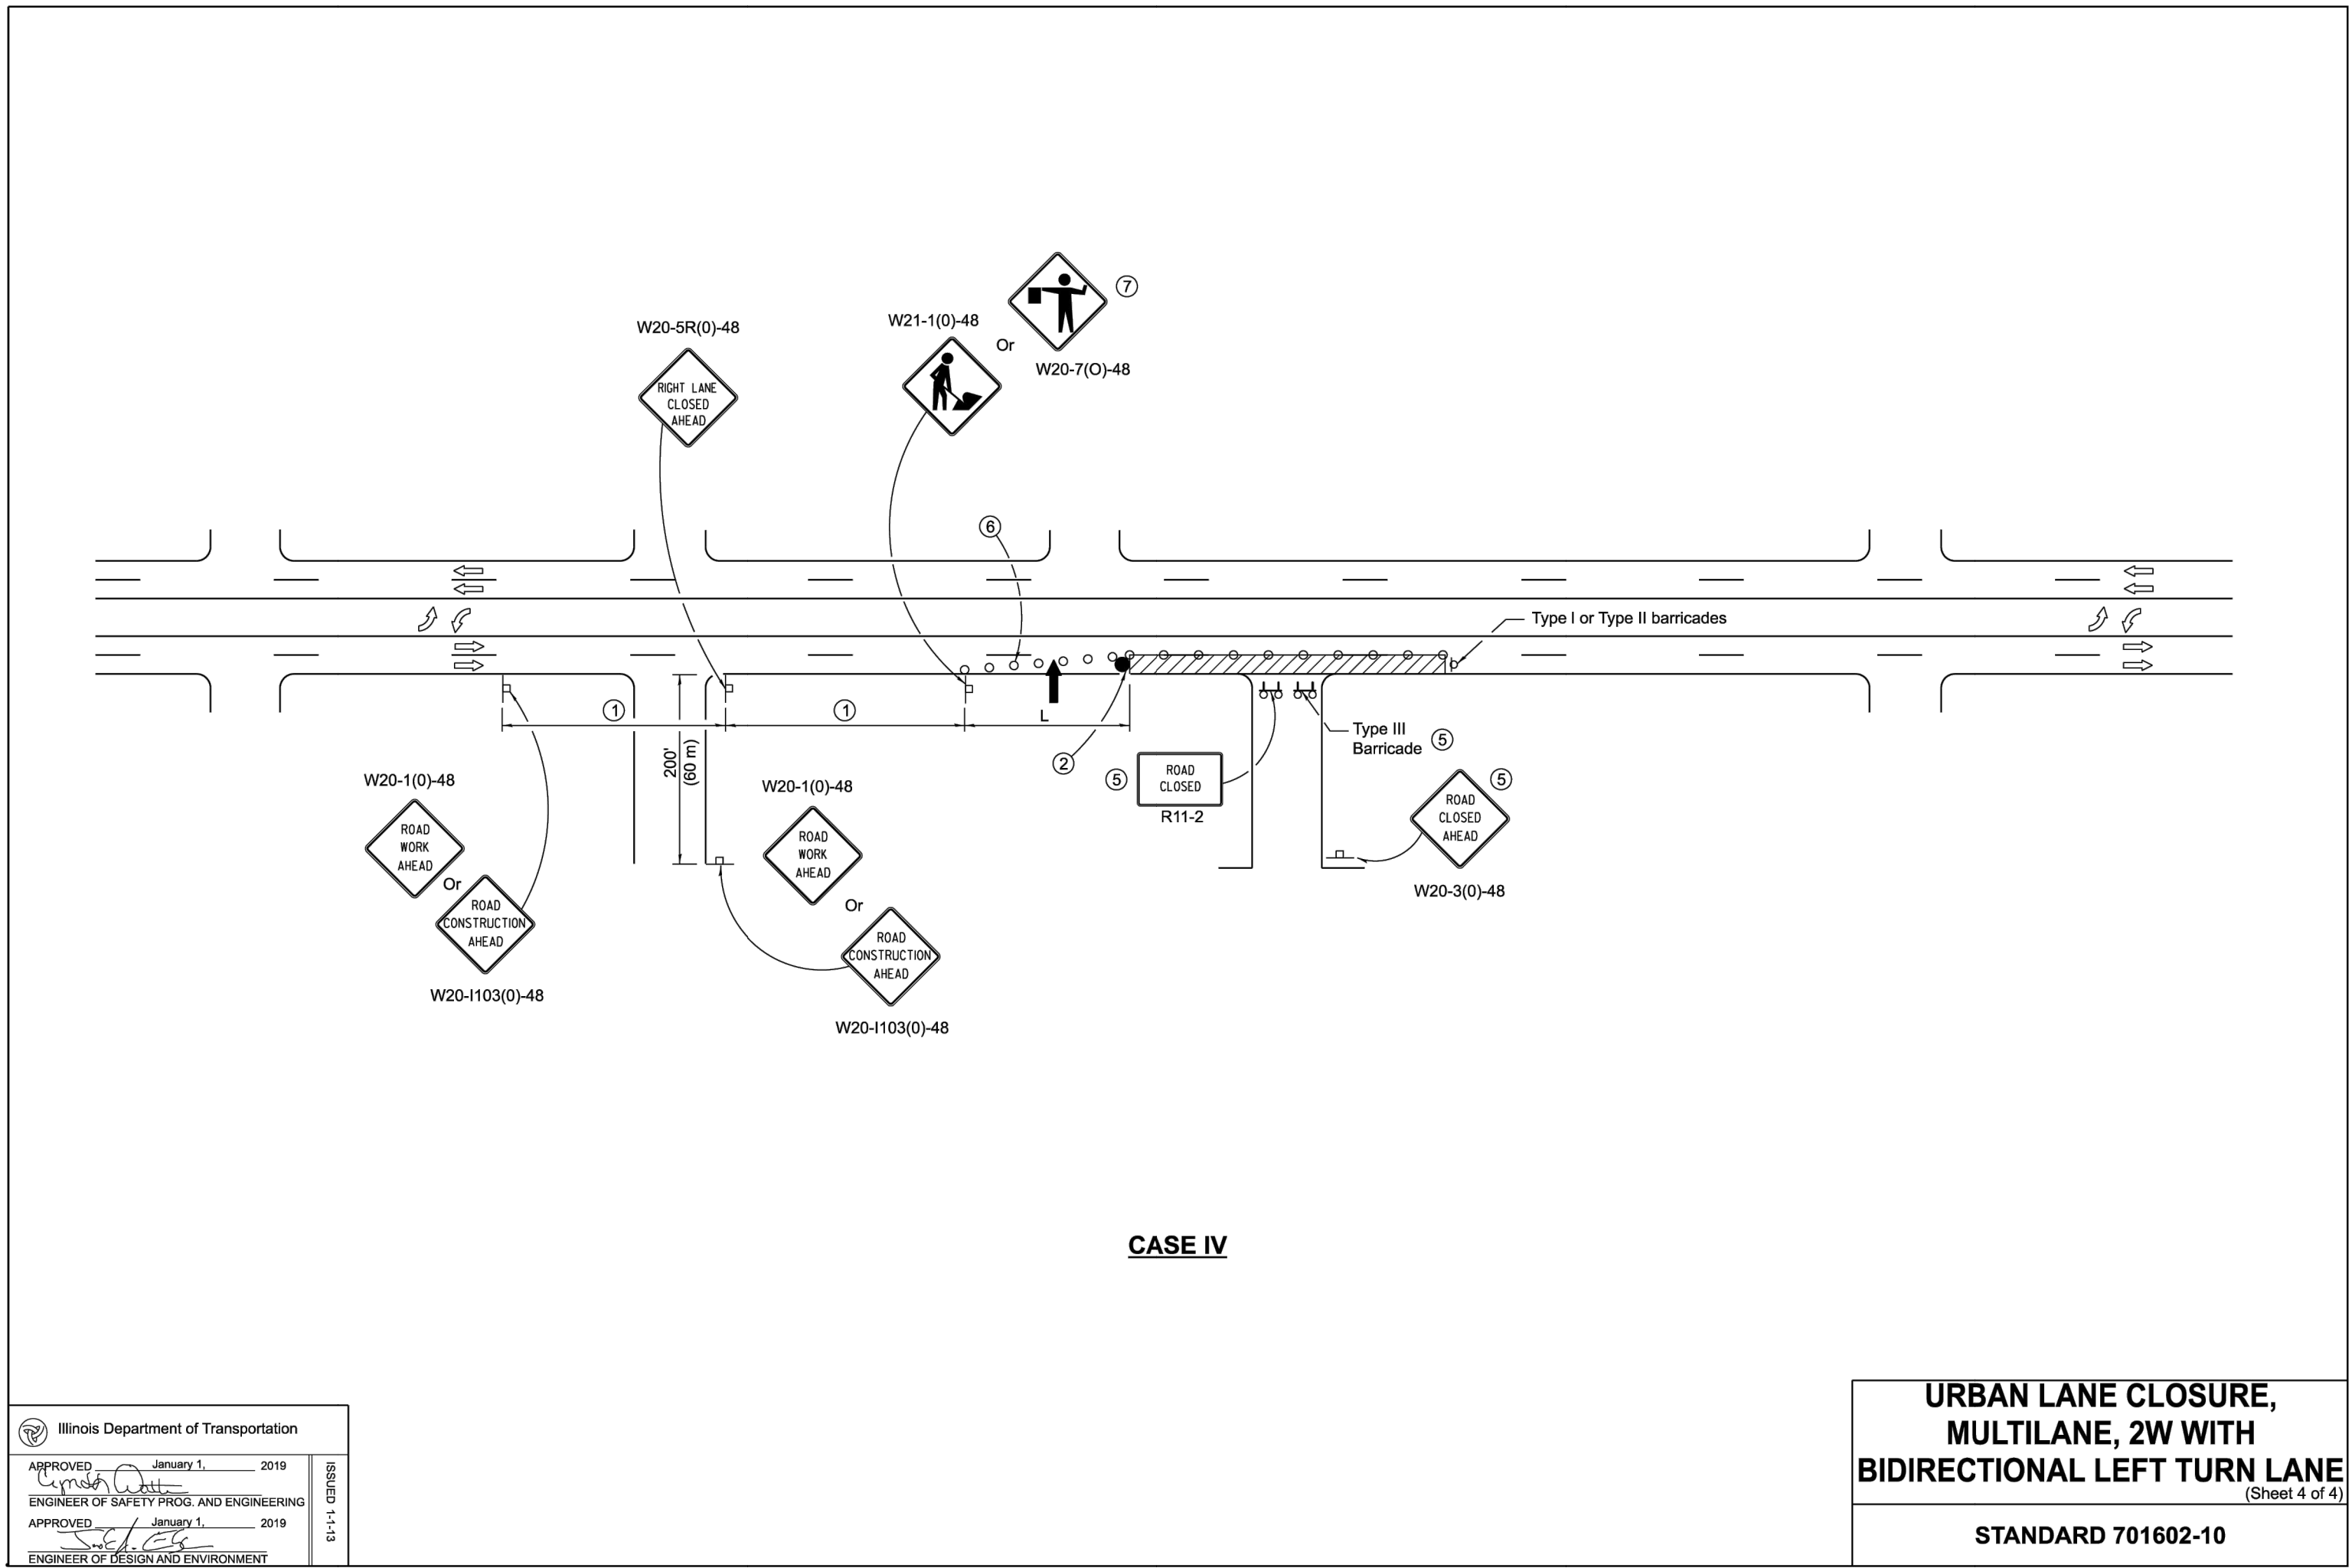 ⑦
W20-5R(0)-48
W21-1(0)-48
Or
W20-7(O)-48
RIGHT LANE
CLOSED
AHEAD
⑥
Type I or Type II barricades
①
①
L
200'
(60 m)
②
Type III
Barricade
⑤
⑤
ROAD
CLOSED
R11-2
⑤
ROAD
CLOSED
AHEAD
W20-3(0)-48
W20-1(0)-48
ROAD
WORK
AHEAD
Or
ROAD
CONSTRUCTION
AHEAD
W20-I103(0)-48
W20-1(0)-48
ROAD
WORK
AHEAD
Or
ROAD
CONSTRUCTION
AHEAD
W20-I103(0)-48
CASE IV
Illinois Department of Transportation
APPROVED January 1, 2019
ENGINEER OF SAFETY PROG. AND ENGINEERING
APPROVED January 1, 2019
ENGINEER OF DESIGN AND ENVIRONMENT
ISSUED 1-1-13
URBAN LANE CLOSURE,
MULTILANE, 2W WITH
BIDIRECTIONAL LEFT TURN LANE
(Sheet 4 of 4)
STANDARD 701602-10